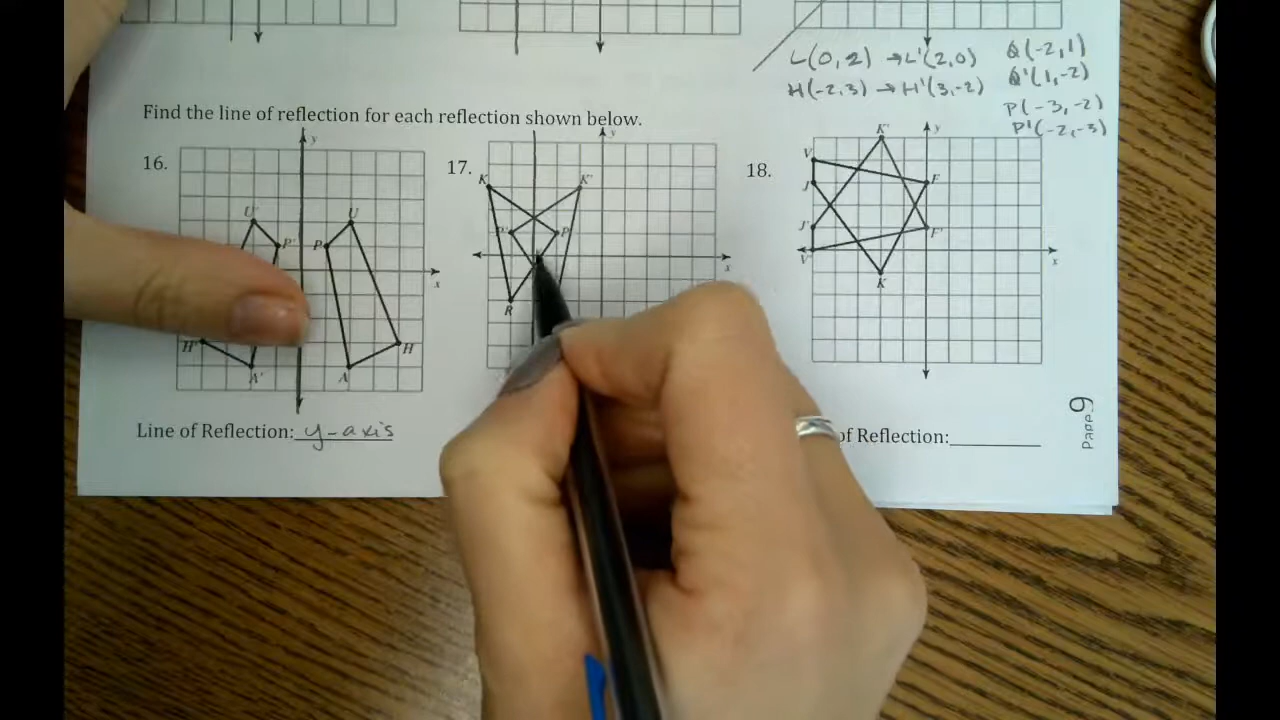 L(0,2) → L'(2,0)
H(-2,3) → H'(3,-2)
Q(-2,1)
Q'(1,-2)
P(-3,-2)
P'(-2,-3)
Find the line of reflection for each reflection shown below.
16.
y
U' U
P' P
x
H' H
A' A
Line of Reflection: y-axis
17.
y
K K'
P
x
R
18.
K' y
V F
J
J' F'
V' x
K
of Reflection:
page 9